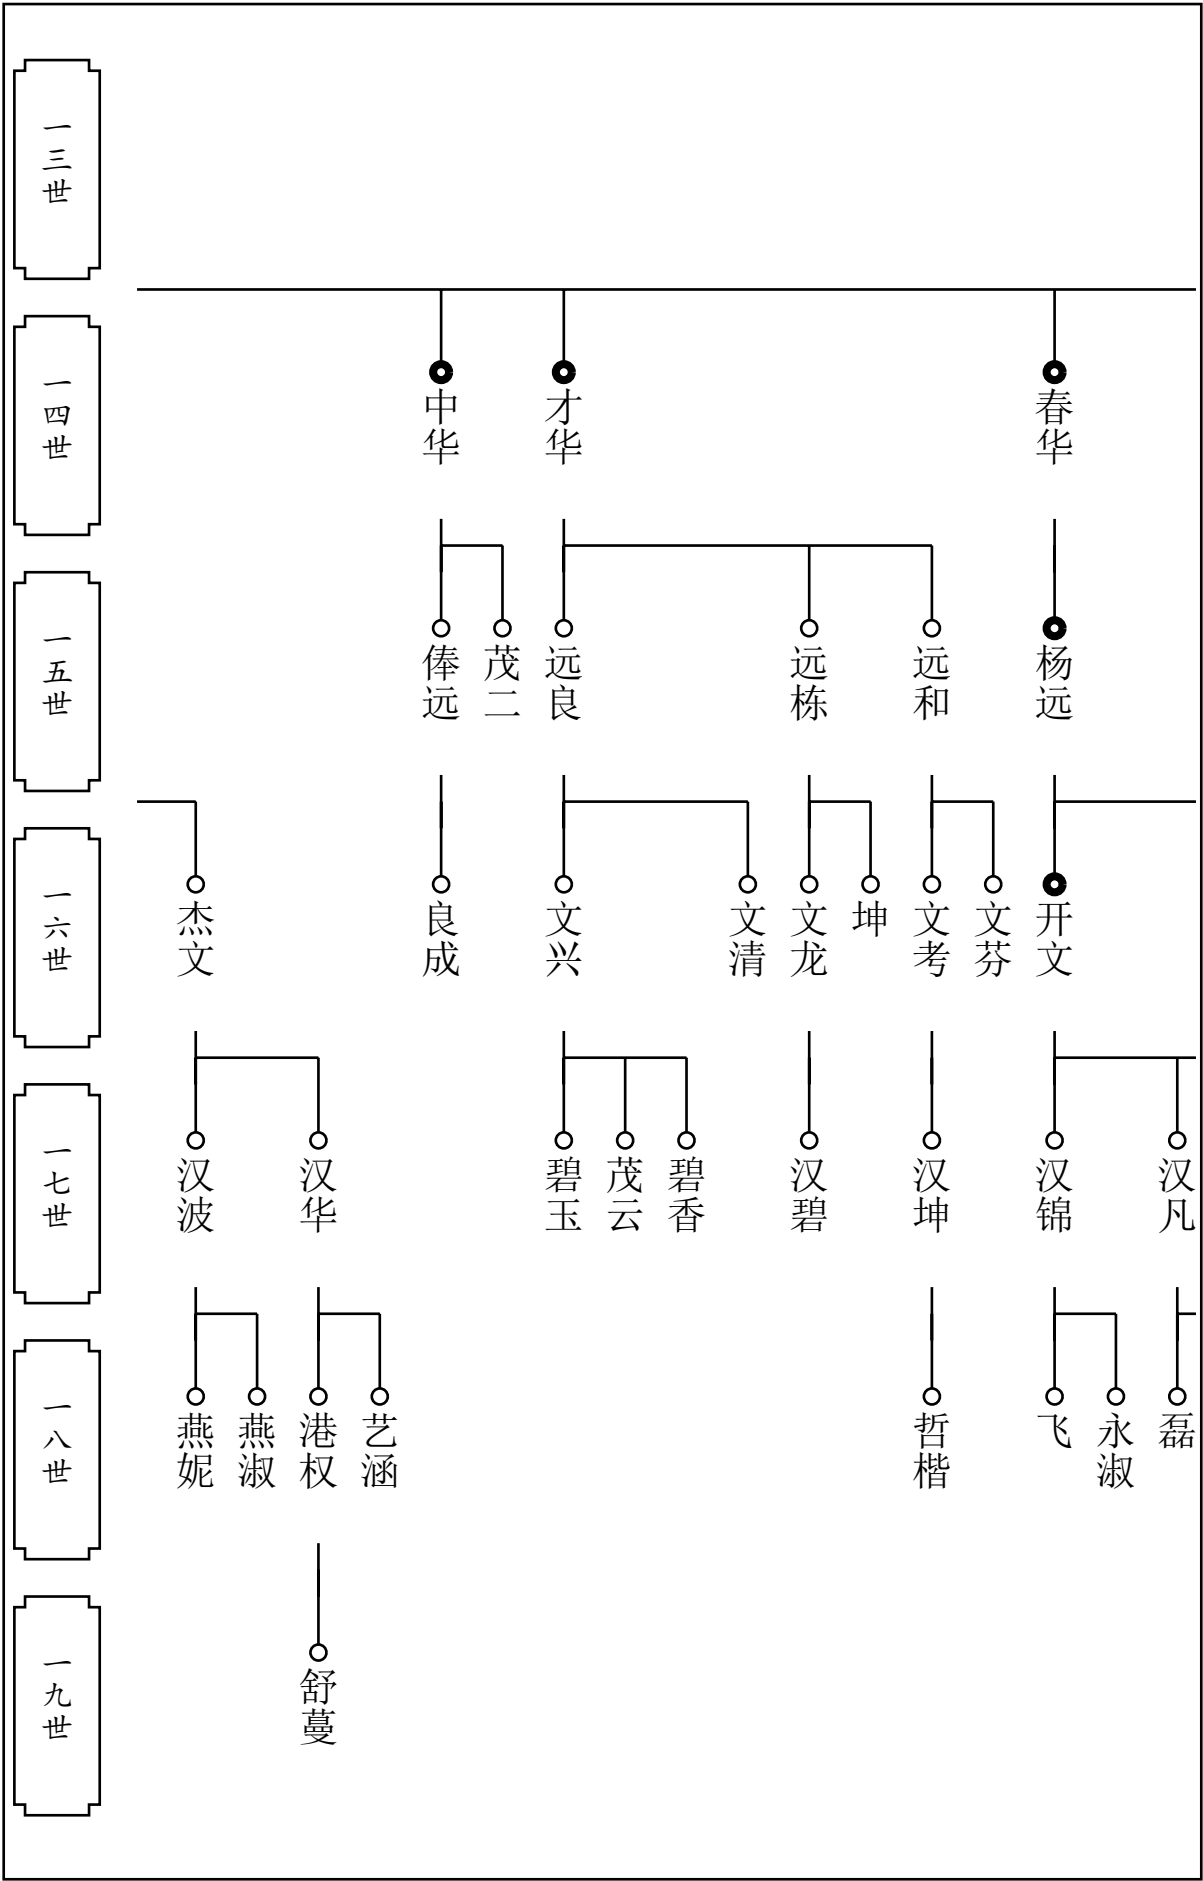 一三世
一四世
一五世
一六世
一七世
一八世
一九世
春华
才华
中华
杨远
远和
远栋
远良
茂二
俸远
开文
文芬
文考
坤
文龙
文清
文兴
良成
杰文
汉凡
汉锦
汉坤
汉碧
碧香
茂云
碧玉
汉华
汉波
磊
永淑
飞
哲楷
艺涵
港权
燕淑
燕妮
舒蔓